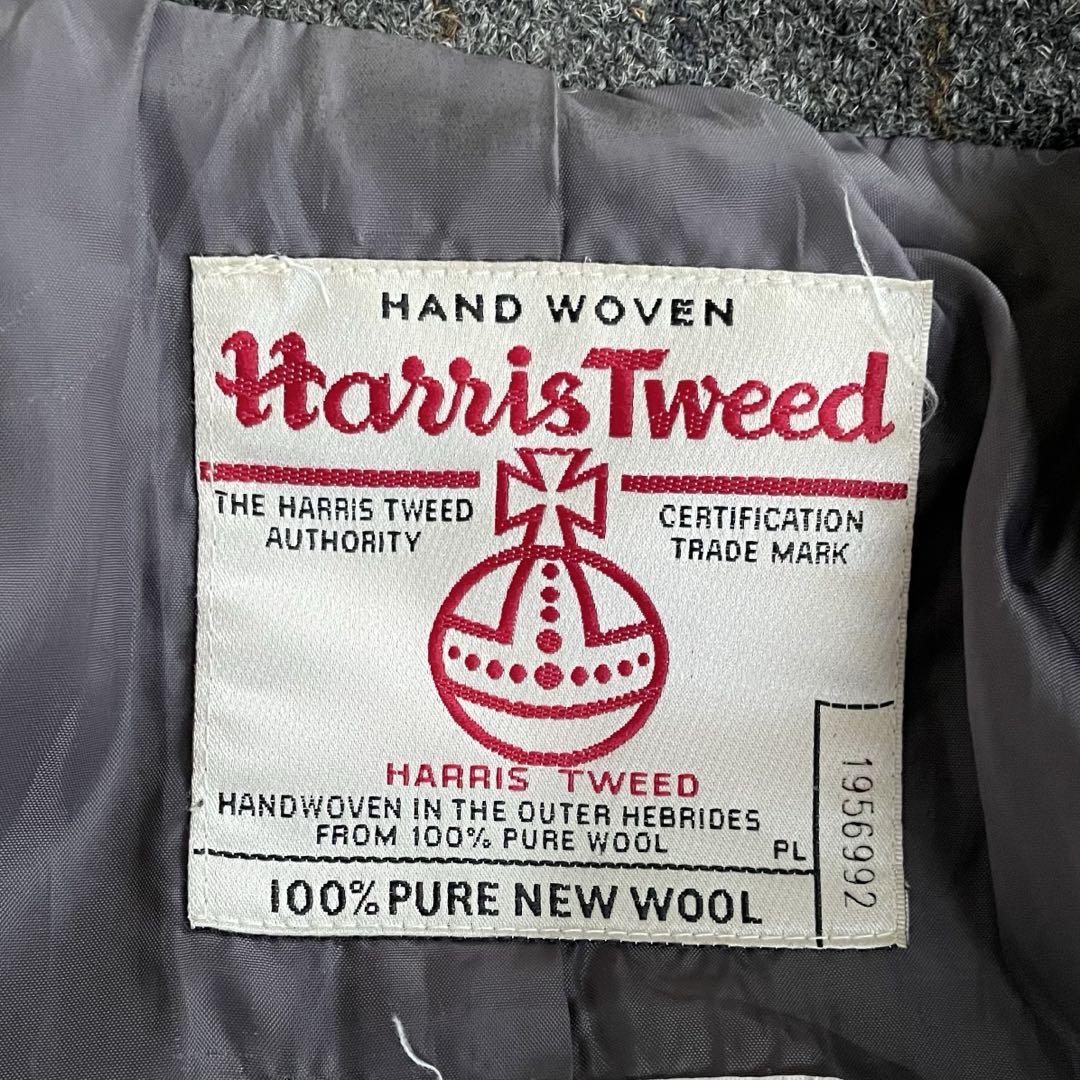 HAND WOVEN
Harris Tweed
THE HARRIS TWEED
AUTHORITY
CERTIFICATION
TRADE MARK
HARRIS TWEED
HANDWOVEN IN THE OUTER HEBRIDES
FROM 100% PURE WOOL
PL
1956992
100% PURE NEW WOOL